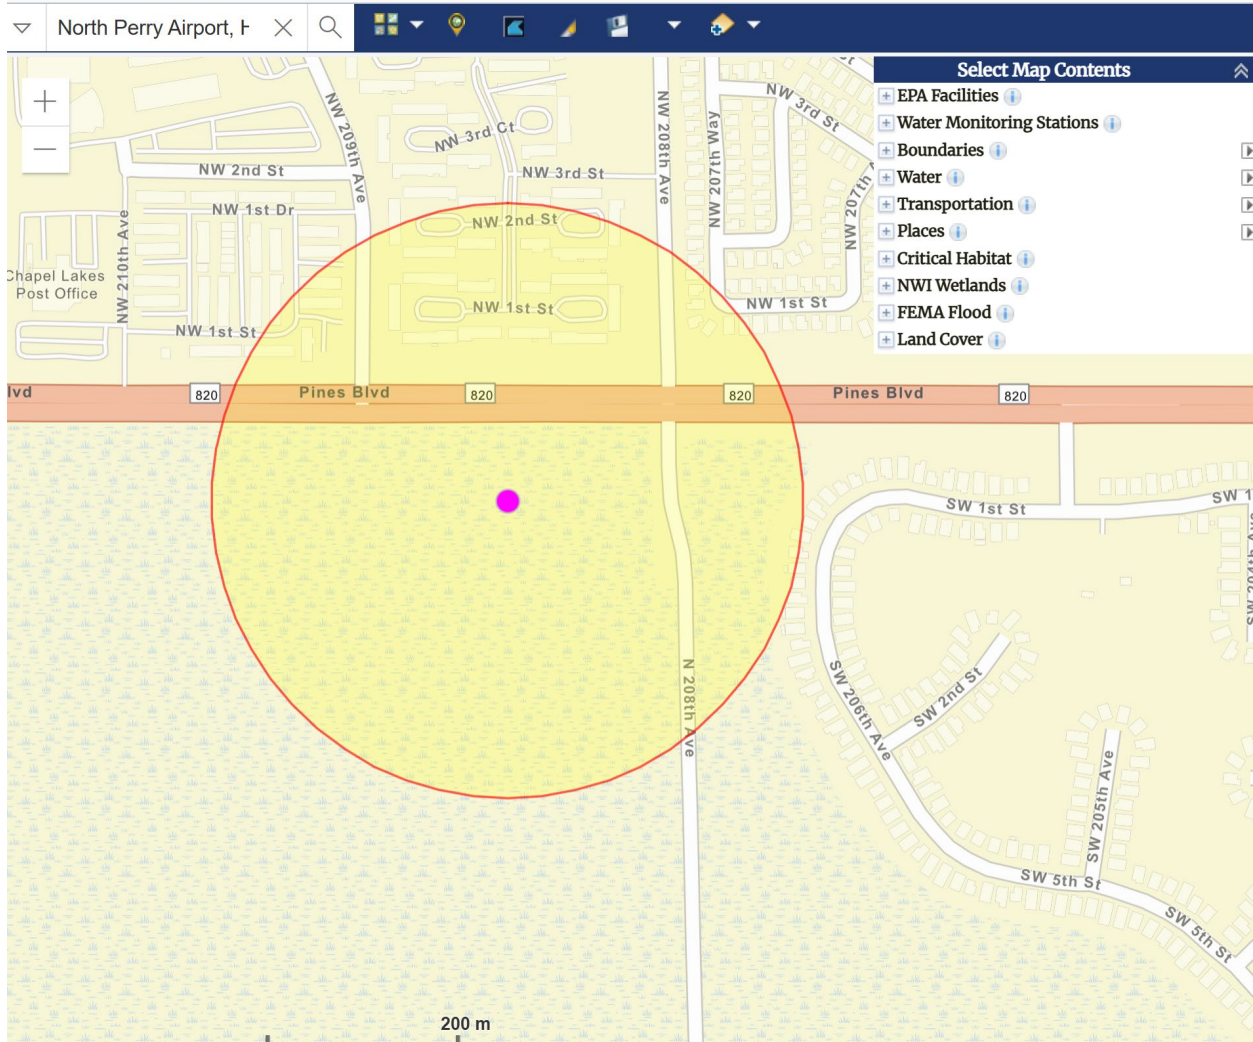 North Perry Airport, H
Select Map Contents
EPA Facilities
Water Monitoring Stations
Boundaries
Water
Transportation
Places
Critical Habitat
NWI Wetlands
FEMA Flood
Land Cover
St
NW 209th Ave
NW 3rd Ct
NW 208th Ave
NW 207th Way
NW 3rd St
NW 2nd St
NW 3rd St
NW 207th
NW 1st Dr
NW 2nd St
NW 210th Ave
Chapel Lakes
Post Office
NW 1st St
NW 1st St
NW 1st St
lvd
820
Pines Blvd
820
820
Pines Blvd
820
SW 1st St
SW 1
SW 204th Ave
N 208th Ave
SW 206th Ave
SW 2nd St
SW 205th Ave
SW 5th St
SW 5th St
200 m